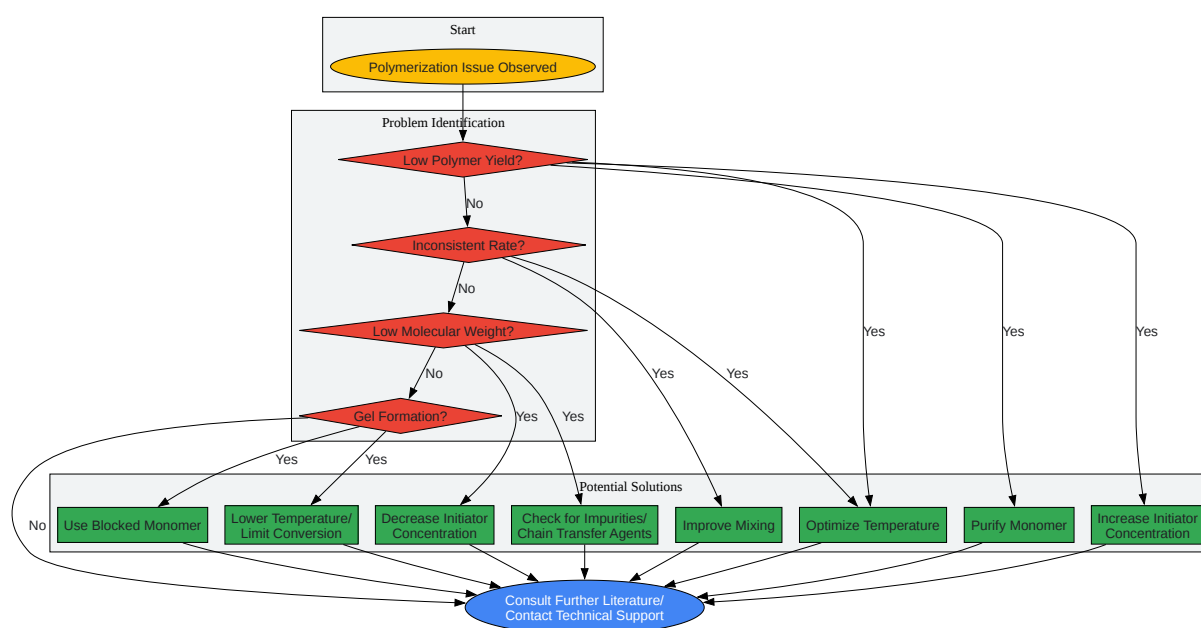 Start
Polymerization Issue Observed
Problem Identification
Low Polymer Yield?
No
Inconsistent Rate?
No
Low Molecular Weight?
Yes
Yes
Yes
No
Yes
Yes
Gel Formation?
Yes
Yes
Yes
Yes
Potential Solutions
No
Use Blocked Monomer
Lower Temperature/
Limit Conversion
Decrease Initiator
Concentration
Check for Impurities/
Chain Transfer Agents
Improve Mixing
Optimize Temperature
Purify Monomer
Increase Initiator
Concentration
Consult Further Literature/
Contact Technical Support